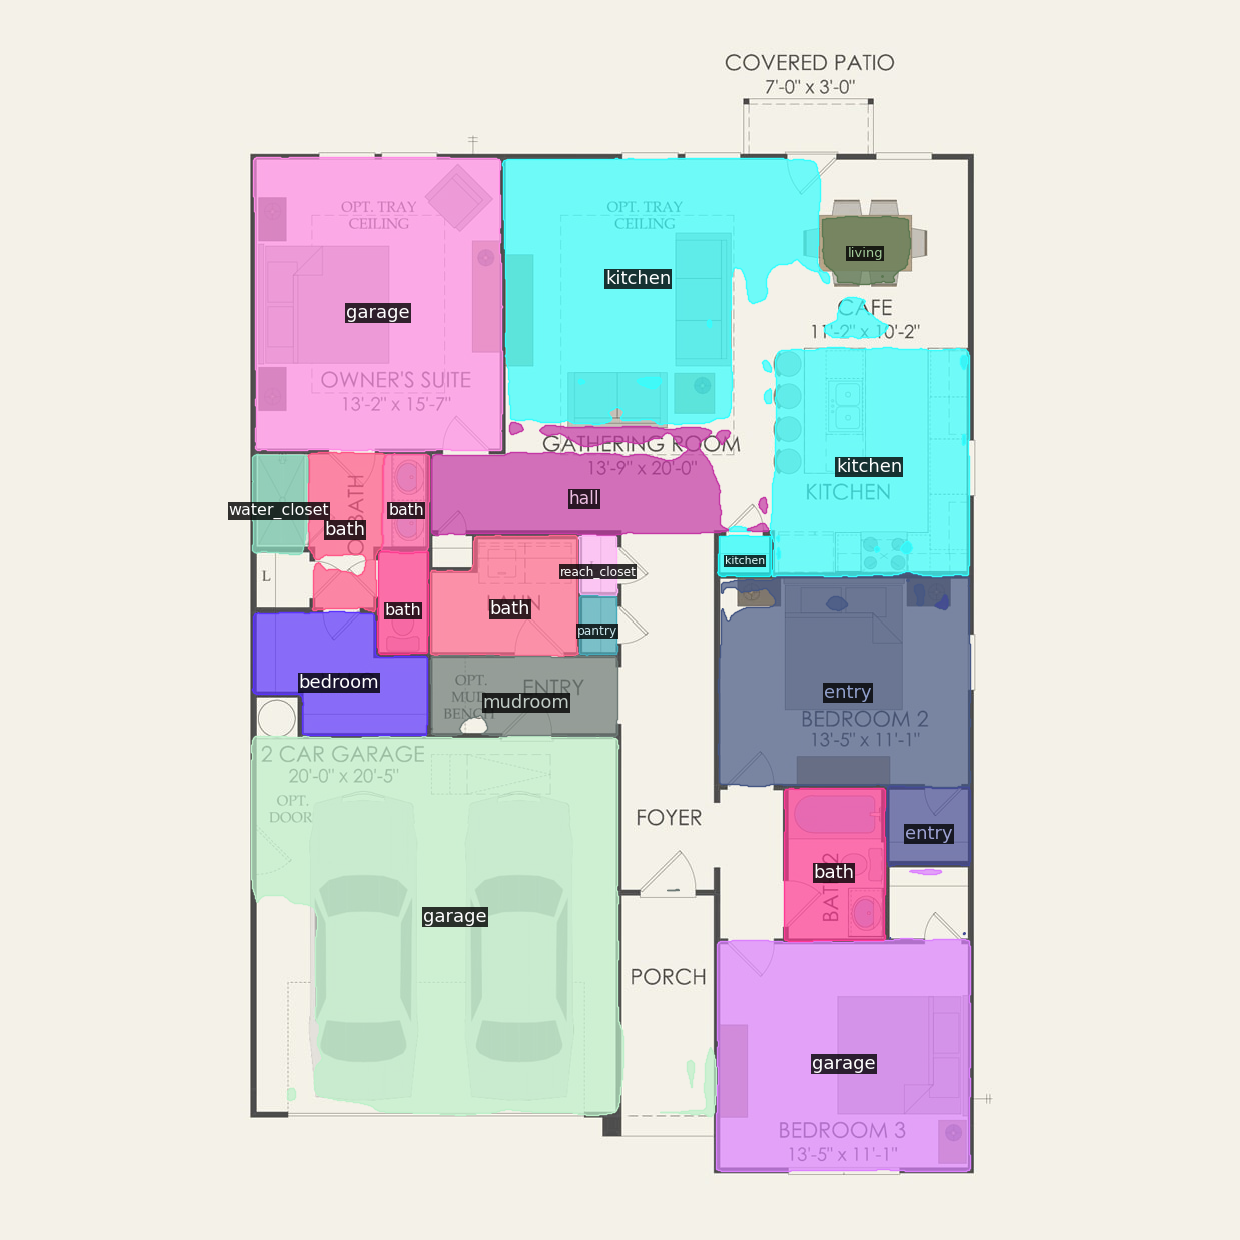 COVERED PATIO
7'-0" x 3'-0"
OPT. TRAY
CEILING
OPT. TRAY
CEILING
living
kitchen
garage
CAFE
11'-2" x 10'-2"
OWNER'S SUITE
13'-2" x 15'-7"
GATHERING ROOM
13'-9" x 20'-0"
kitchen
KITCHEN
hall
water_closet
bath
bath
BATH
kitchen
reach_closet
L
bath
bath
pantry
bedroom
OPT.
ENTRY
mudroom
BENCH
entry
BEDROOM 2
13'-5" x 11'-1"
2 CAR GARAGE
20'-0" x 20'-5"
OPT.
DOOR
FOYER
entry
bath
garage
PORCH
garage
BEDROOM 3
13'-5" x 11'-1"